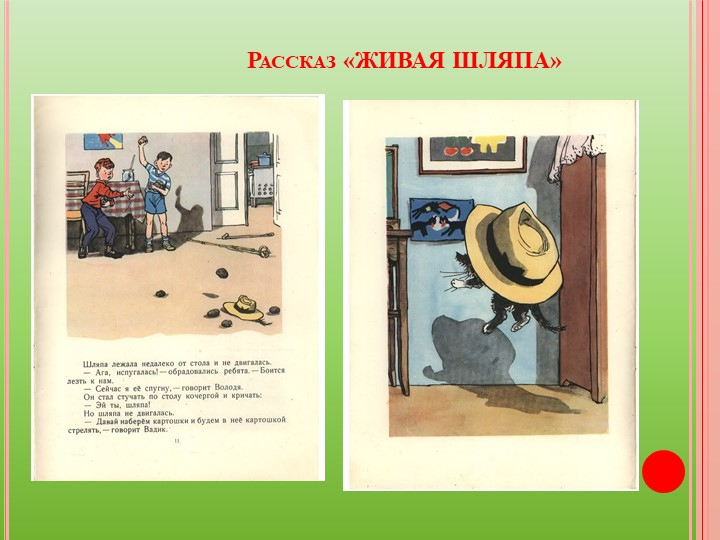 Рассказ «ЖИВАЯ ШЛЯПА»
Шляпа лежала недалеко от стола и не двигалась.
— Ага, испугалась! — обрадовались ребята. — Боится
лезть к нам.
— Сейчас я её спугну, — говорит Володя.
Он стал стучать по столу кочергой и кричать:
— Эй ты, шляпа!
Но шляпа не двигалась.
— Давай наберём картошки и будем в неё картошкой
стрелять, — говорит Вадик.
11